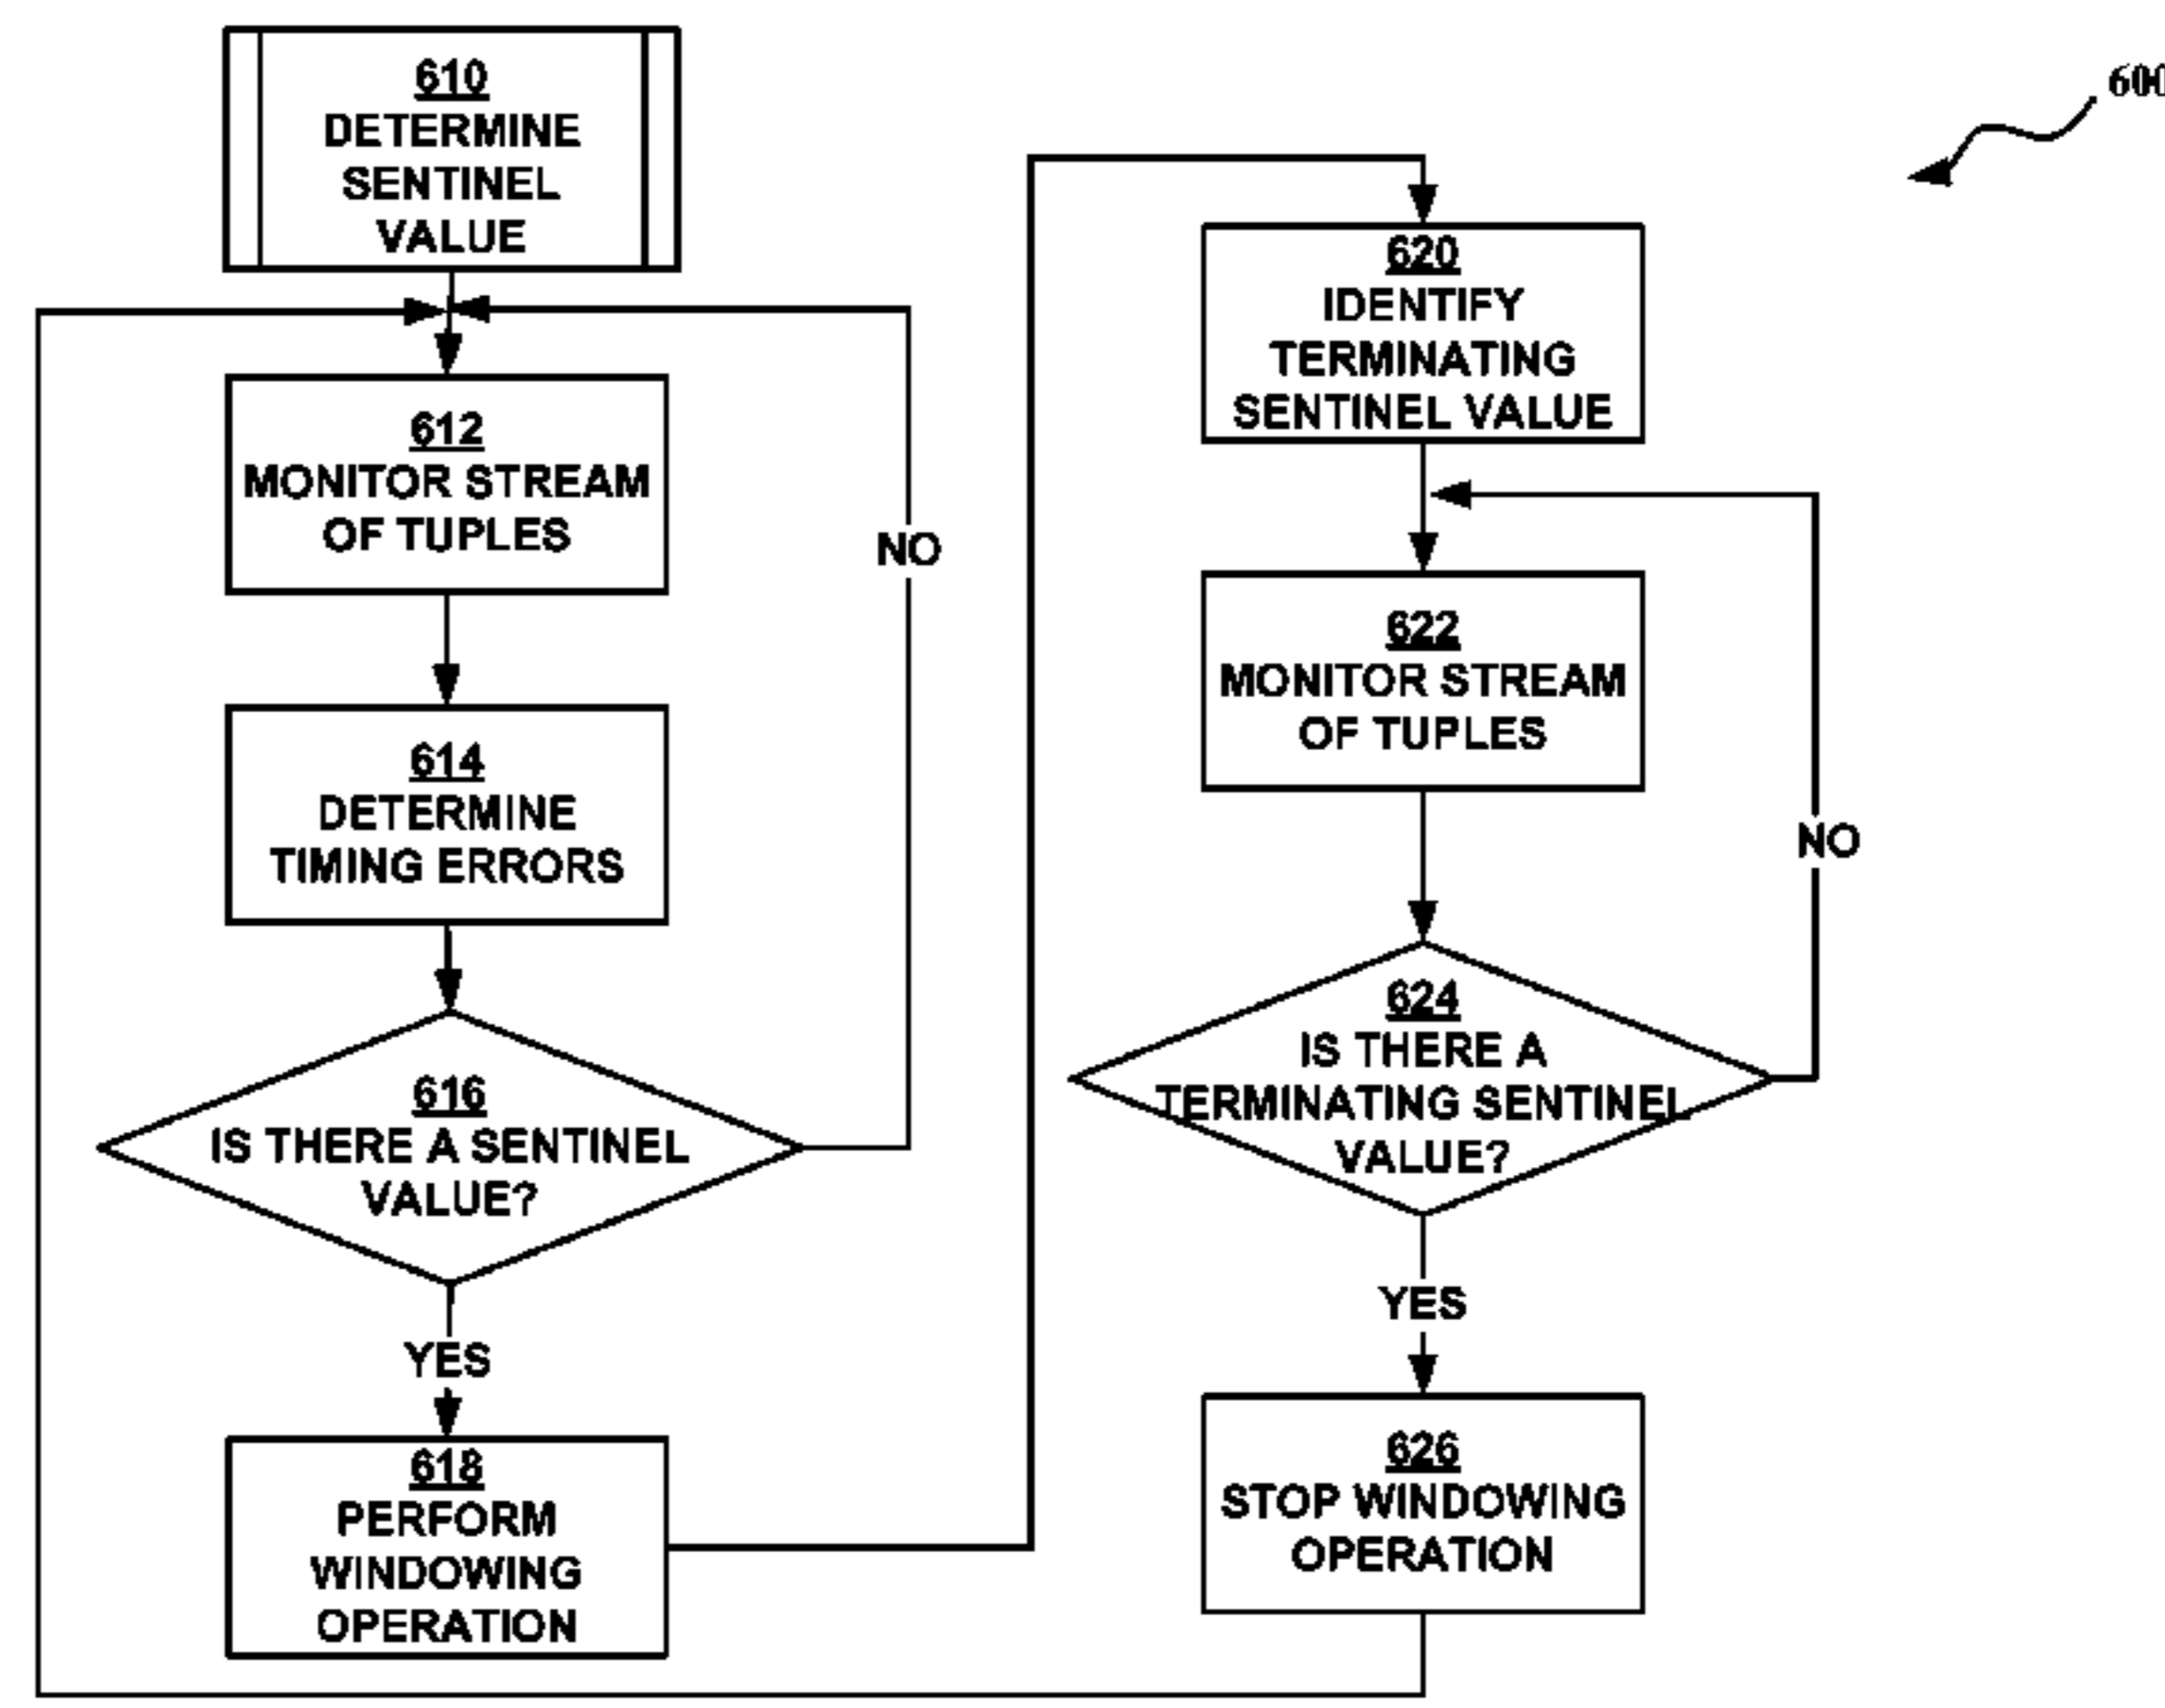 610
DETERMINE
SENTINEL
VALUE
612
MONITOR STREAM
OF TUPLES
NO
614
DETERMINE
TIMING ERRORS
616
IS THERE A SENTINEL
VALUE?
YES
618
PERFORM
WINDOWING
OPERATION
600
620
IDENTIFY
TERMINATING
SENTINEL VALUE
622
MONITOR STREAM
OF TUPLES
NO
624
IS THERE A
TERMINATING SENTINEL
VALUE?
YES
626
STOP WINDOWING
OPERATION